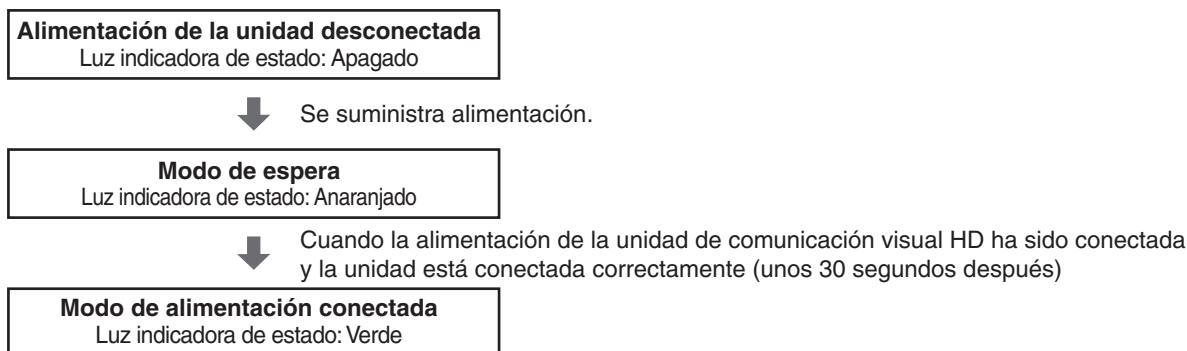 Alimentación de la unidad desconectada
Luz indicadora de estado: Apagado
Se suministra alimentación.
Modo de espera
Luz indicadora de estado: Anaranjado
Cuando la alimentación de la unidad de comunicación visual HD ha sido conectada
y la unidad está conectada correctamente (unos 30 segundos después)
Modo de alimentación conectada
Luz indicadora de estado: Verde